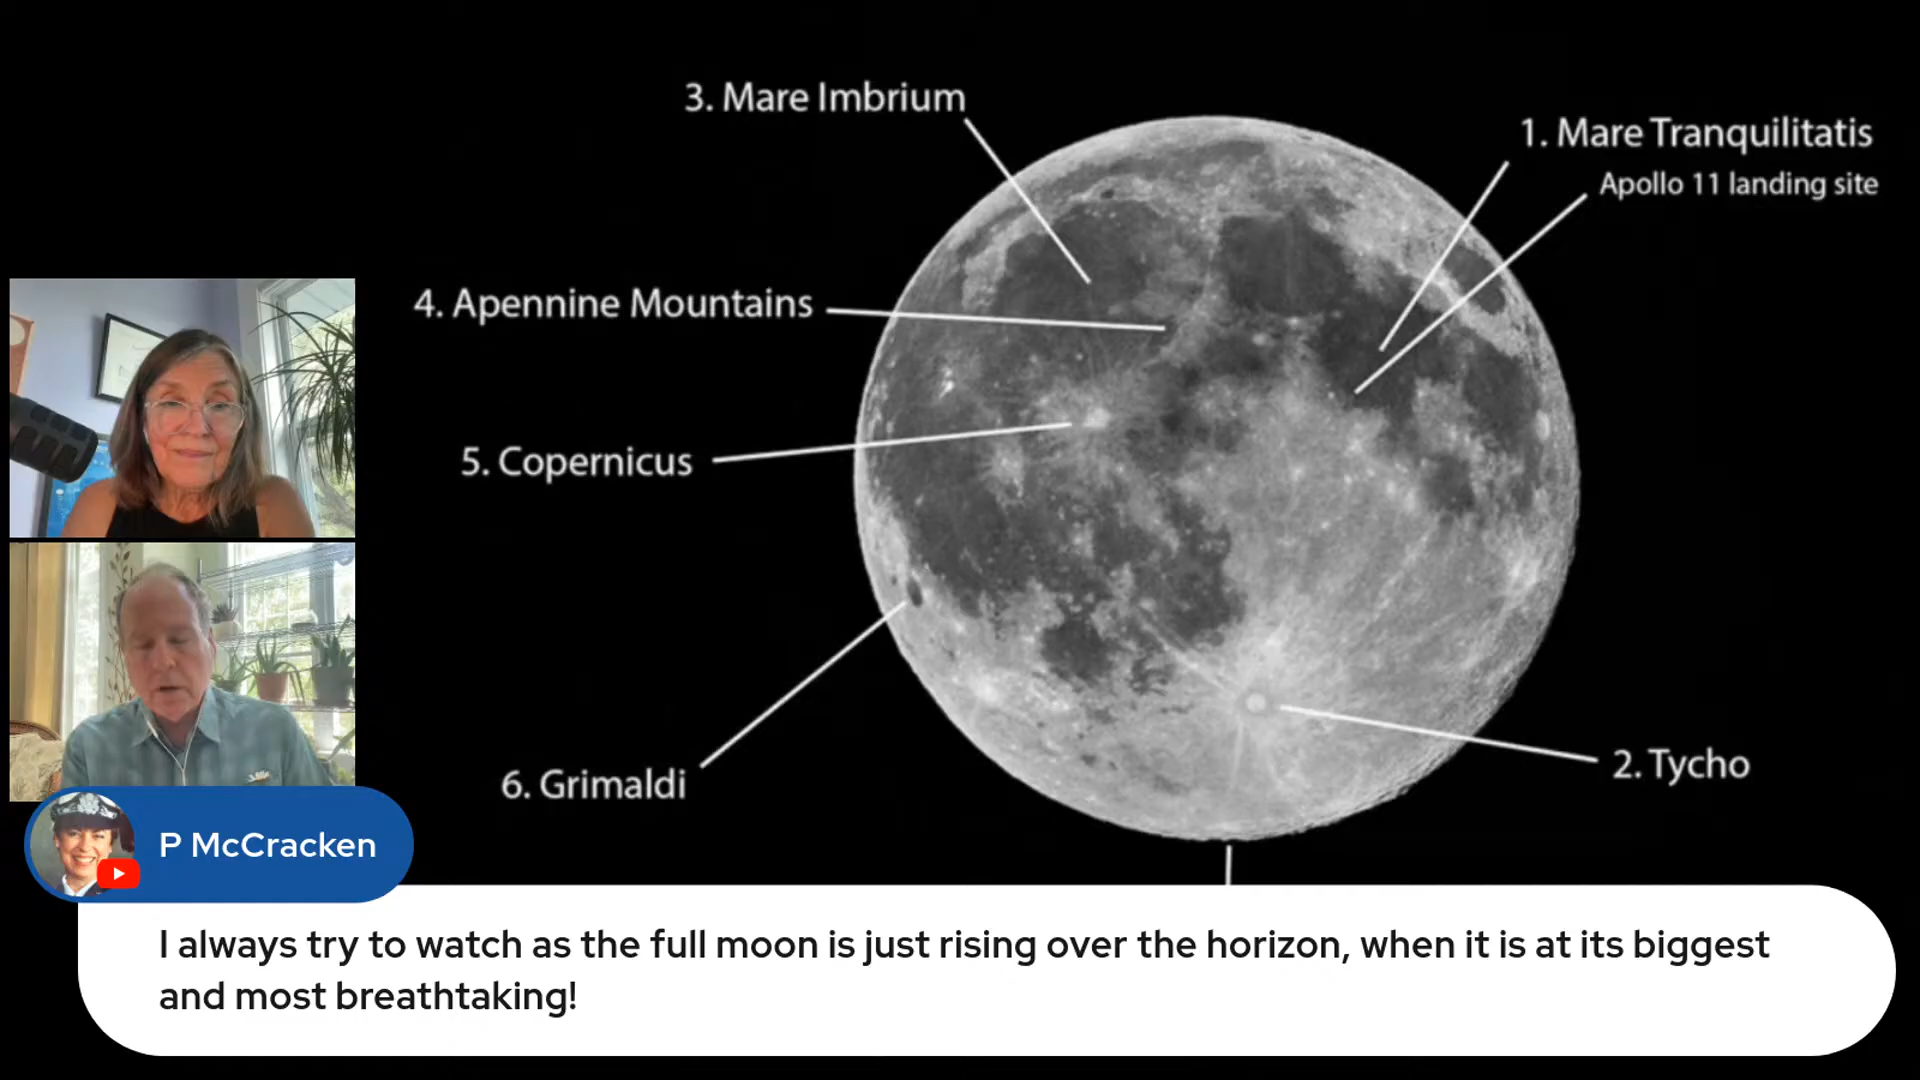 3. Mare Imbrium
1. Mare Tranquilitatis
Apollo 11 landing site
4. Apennine Mountains
5. Copernicus
6. Grimaldi
2. Tycho
P McCracken
I always try to watch as the full moon is just rising over the horizon, when it is at its biggest
and most breathtaking!